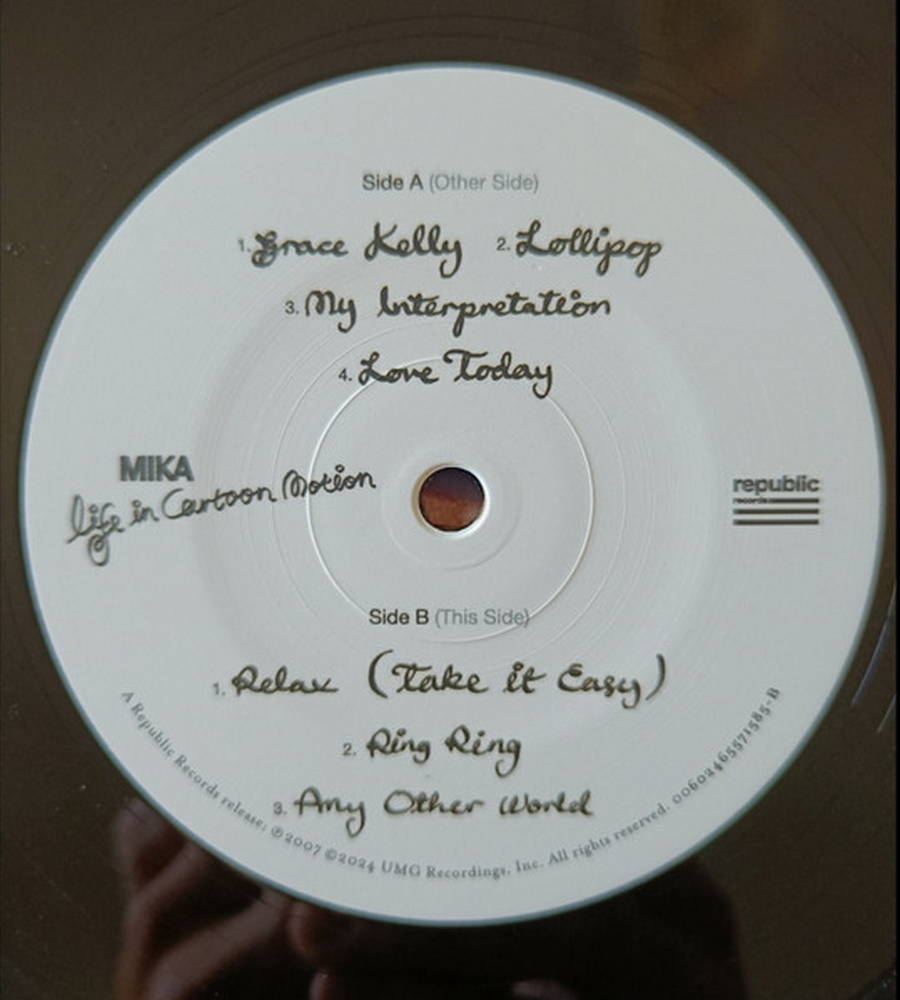 Side A (Other Side)
1. Grace Kelly 2. Lollipop
3. My Interpretation
4. Love Today
MIKA
life in Cartoon Motion
republic
records
Side B (This Side)
1. Relax (Take it Easy)
2. Ring Ring
3. Any Other World
A Republic Records release; ℗2007 ©2024 UMG Recordings, Inc. All rights reserved. 00602465571585-B